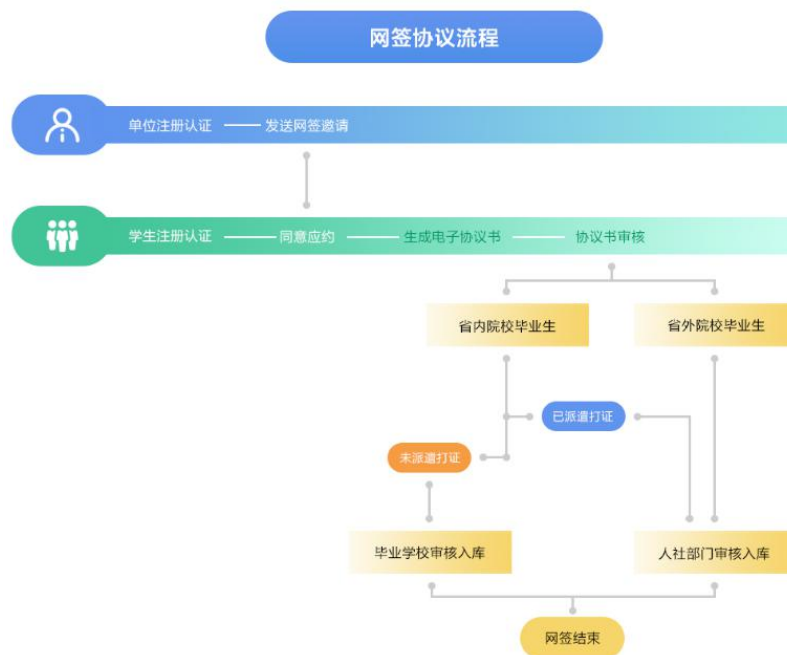 网签协议流程
单位注册认证 发送网签邀请
学生注册认证 同意应约 生成电子协议书 协议书审核
省内院校毕业生 省外院校毕业生
已派遣打证
未派遣打证
毕业学校审核入库 人社部门审核入库
网签结束